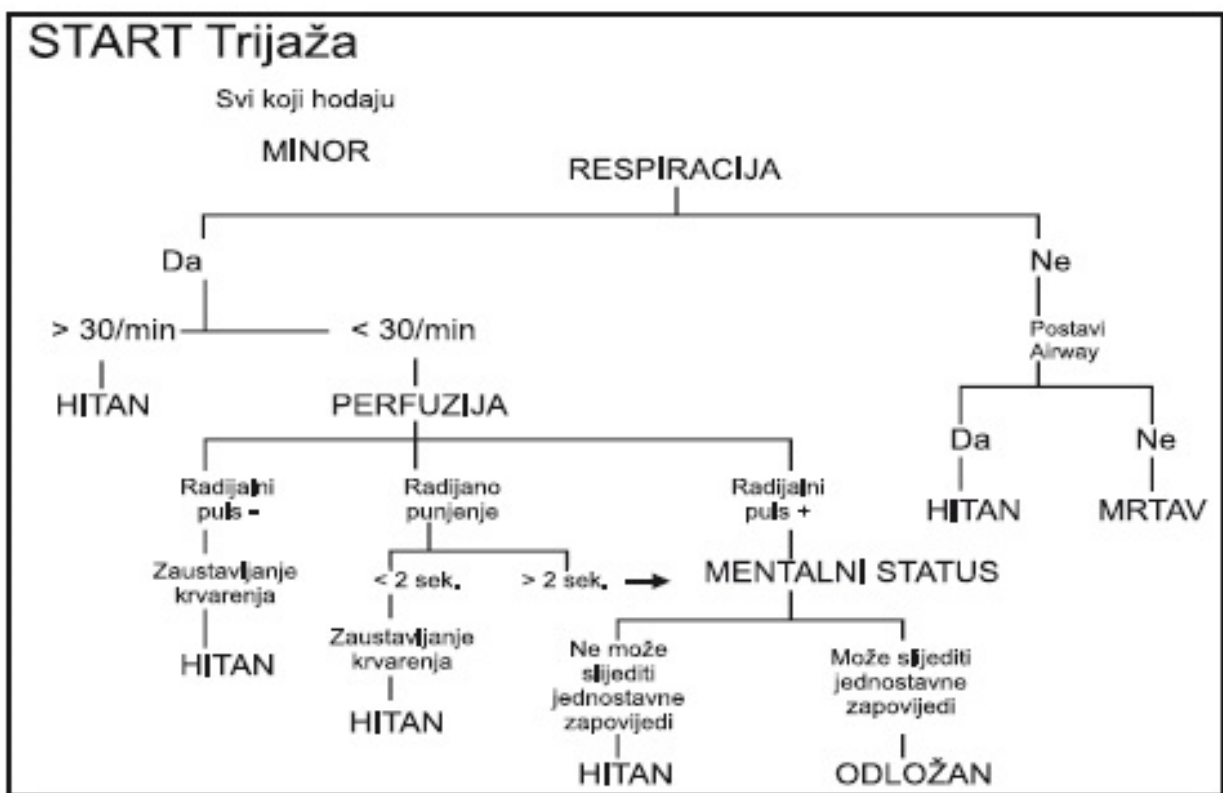 START Trijaža
Svi koji hodaju
MINOR
RESPIRACIJA
Da
Ne
> 30/min
< 30/min
Postavi
Airway
HITAN
PERFUZIJA
Da
Ne
HITAN
MRTAV
Radijalni
puls -
Radijano
punjenje
Radijalni
puls +
Zaustavljanje
krvarenja
< 2 sek.
> 2 sek.
MENTALNI STATUS
HITAN
Zaustavljanje
krvarenja
HITAN
Ne može
slijediti
jednostavne
zapovijedi
Može slijediti
jednostavne
zapovijedi
HITAN
ODLOŽAN